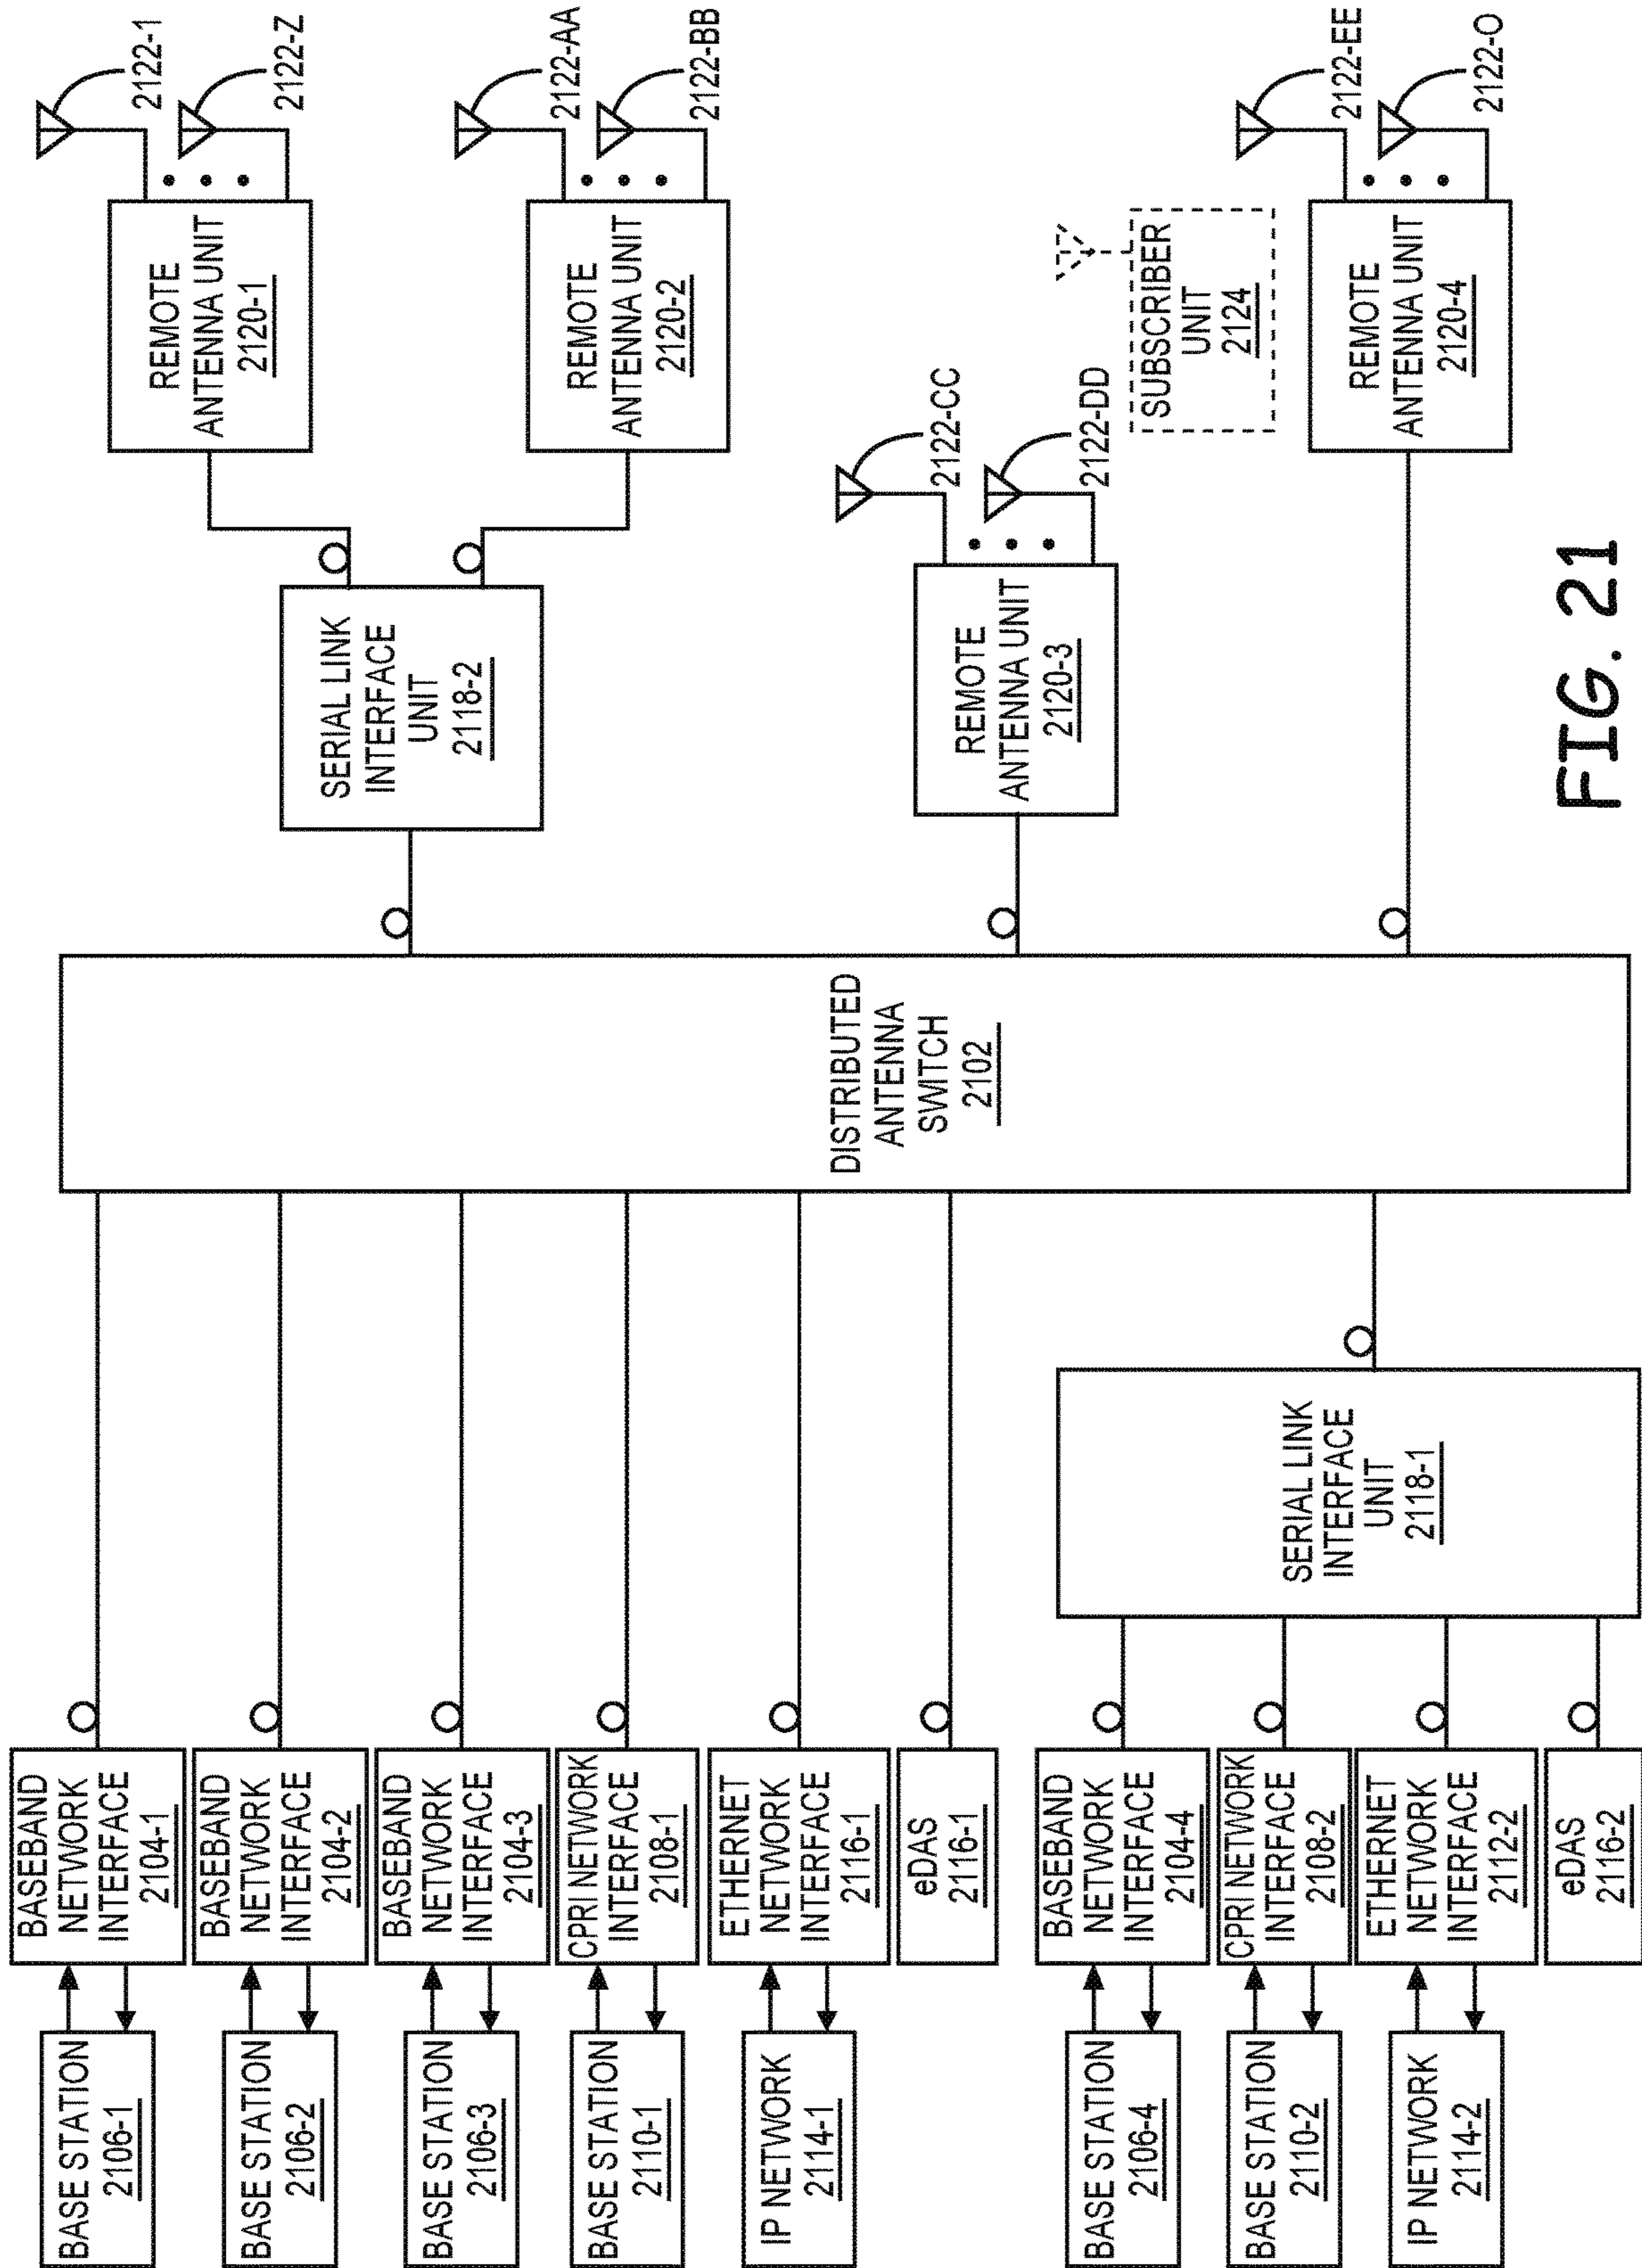 BASE STATION
2106-1
BASEBAND
NETWORK
INTERFACE
2104-1
BASE STATION
2106-2
BASEBAND
NETWORK
INTERFACE
2104-2
BASE STATION
2106-3
BASEBAND
NETWORK
INTERFACE
2104-3
BASE STATION
2110-1
CPRI NETWORK
INTERFACE
2108-1
IP NETWORK
2114-1
ETHERNET
NETWORK
INTERFACE
2116-1
eDAS
2116-1
BASE STATION
2106-4
BASEBAND
NETWORK
INTERFACE
2104-4
BASE STATION
2110-2
CPRI NETWORK
INTERFACE
2108-2
IP NETWORK
2114-2
ETHERNET
NETWORK
INTERFACE
2112-2
eDAS
2116-2
SERIAL LINK
INTERFACE
UNIT
2118-1
DISTRIBUTED
ANTENNA
SWITCH
2102
SERIAL LINK
INTERFACE
UNIT
2118-2
REMOTE
ANTENNA UNIT
2120-1
2122-1
2122-Z
REMOTE
ANTENNA UNIT
2120-2
2122-AA
2122-BB
REMOTE
ANTENNA UNIT
2120-3
2122-CC
2122-DD
SUBSCRIBER
UNIT
2124
REMOTE
ANTENNA UNIT
2120-4
2122-EE
2122-O
FIG. 21